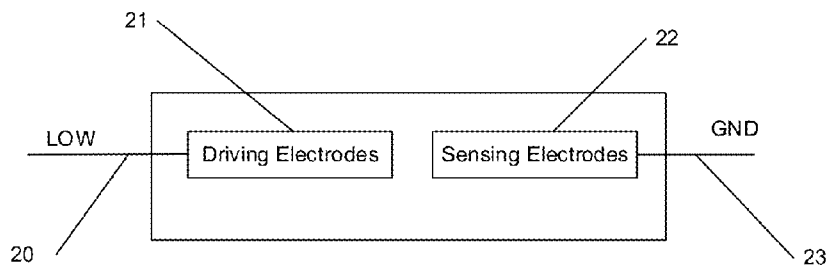 21
22
LOW
GND
Driving Electrodes
Sensing Electrodes
20
23